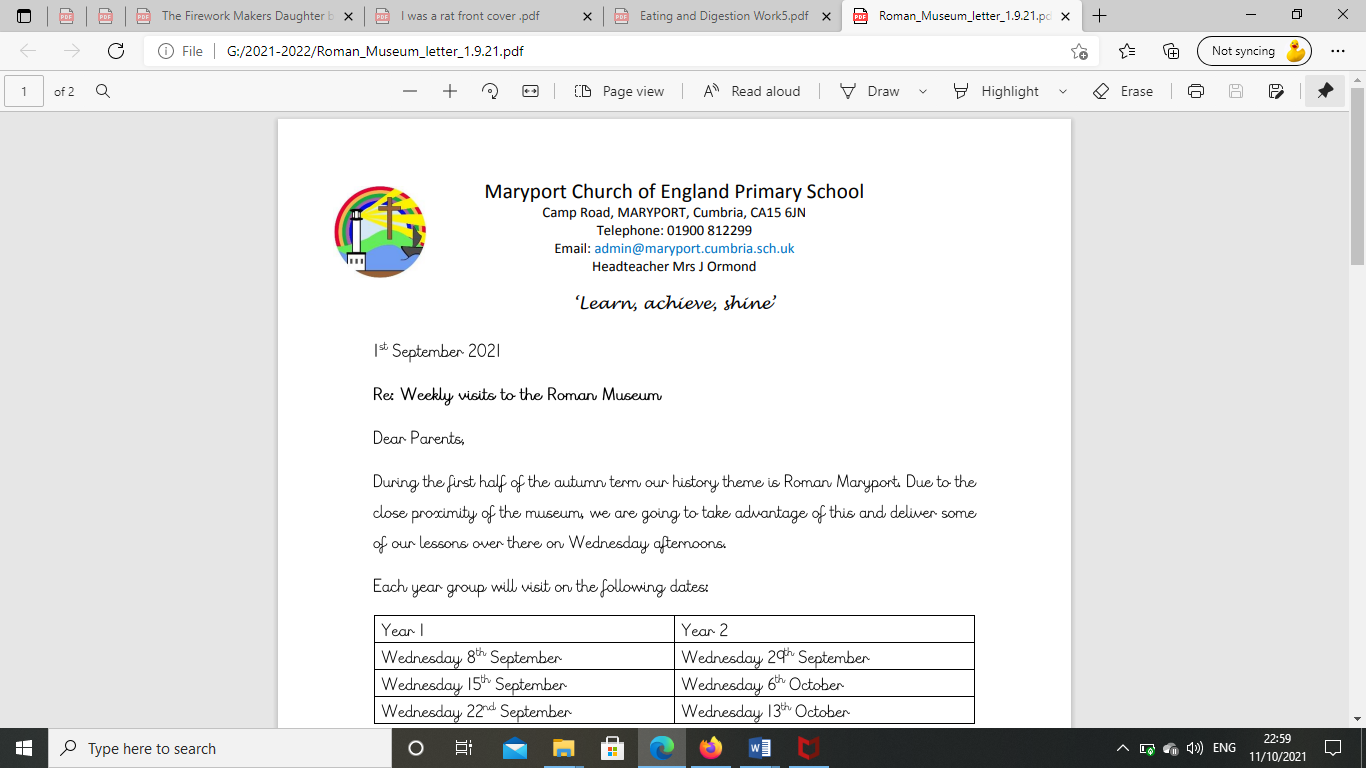 The Firework Makers Daughter b
I was a rat front cover .pdf
Eating and Digestion Work5.pdf
Roman_Museum_letter_1.9.21.pd
File
G:/2021-2022/Roman_Museum_letter_1.9.21.pdf
Not syncing
1 of 2
Page view
Read aloud
Draw
Highlight
Erase
Maryport Church of England Primary School
Camp Road, MARYPORT, Cumbria, CA15 6JN
Telephone: 01900 812299
Email: admin@maryport.cumbria.sch.uk
Headteacher Mrs J Ormond
‘Learn, achieve, shine’
1st September 2021
Re: Weekly visits to the Roman Museum
Dear Parents,
During the first half of the autumn term our history theme is Roman Maryport. Due to the
close proximity of the museum, we are going to take advantage of this and deliver some
of our lessons over there on Wednesday afternoons.
Each year group will visit on the following dates:
Year 1 Year 2
Wednesday 8th September Wednesday 29th September
Wednesday 15th September Wednesday 6th October
Wednesday 22nd September Wednesday 13th October
Type here to search
ENG
22:59
11/10/2021